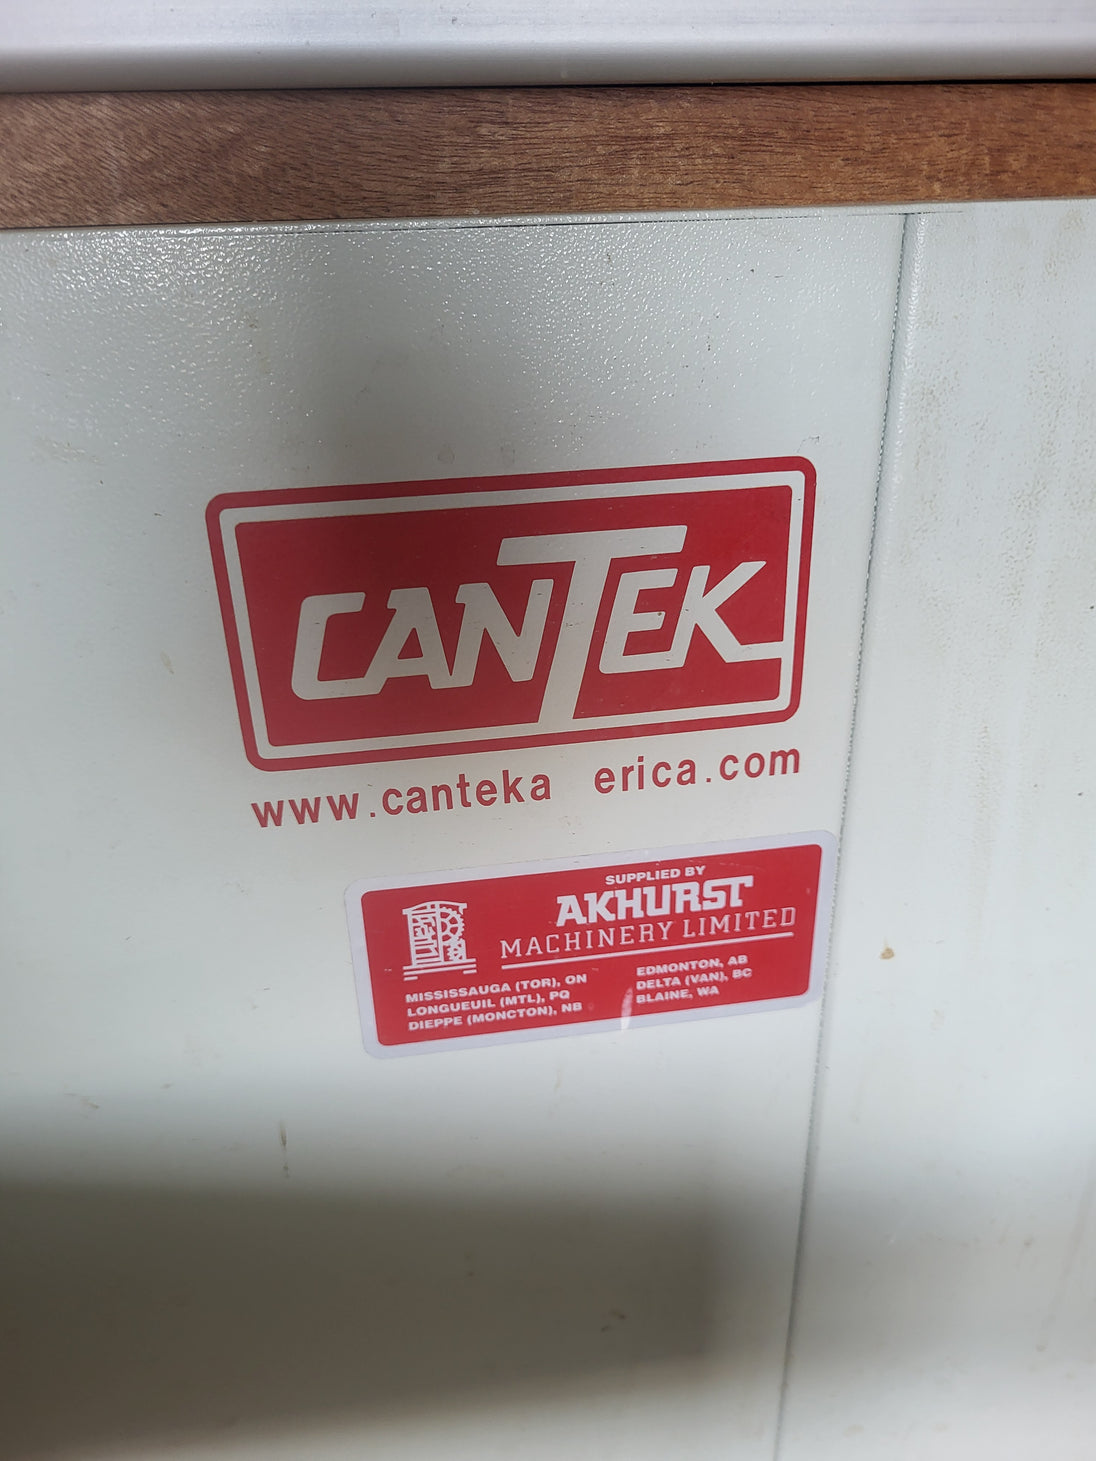 CANTEK
www.canteka erica.com
SUPPLIED BY
AKHURST
MACHINERY LIMITED
MISSISSAUGA (TOR), ON
LONGUEUIL (MTL), PQ
DIEPPE (MONCTON), NB
EDMONTON, AB
DELTA (VAN), BC
BLAINE, WA